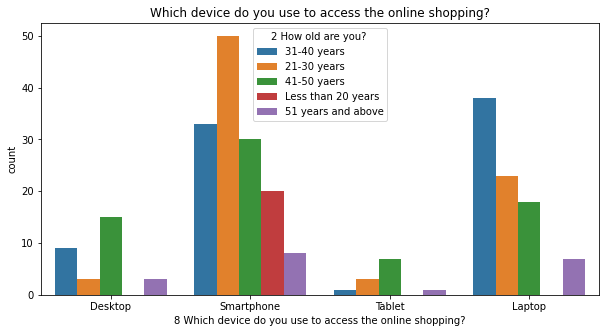 Which device do you use to access the online shopping?
2 How old are you?
31-40 years
21-30 years
41-50 yaers
Less than 20 years
51 years and above
count
50
40
30
20
10
0
Desktop
Smartphone
Tablet
Laptop
8 Which device do you use to access the online shopping?